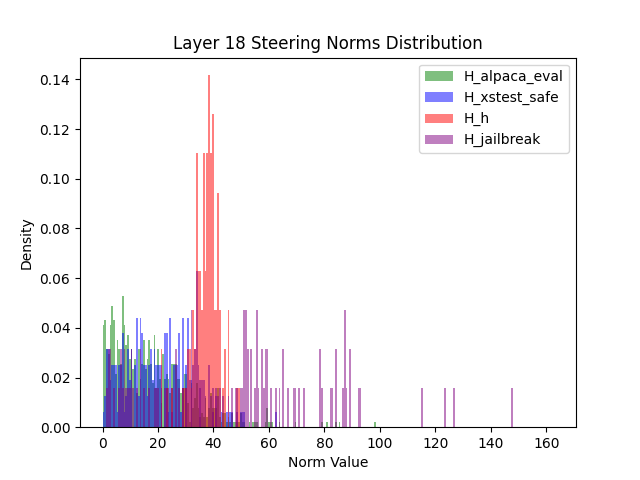 Layer 18 Steering Norms Distribution
H_alpaca_eval
H_xstest_safe
H_h
H_jailbreak
Density
0.14
0.12
0.10
0.08
0.06
0.04
0.02
0.00
0 20 40 60 80 100 120 140 160
Norm Value